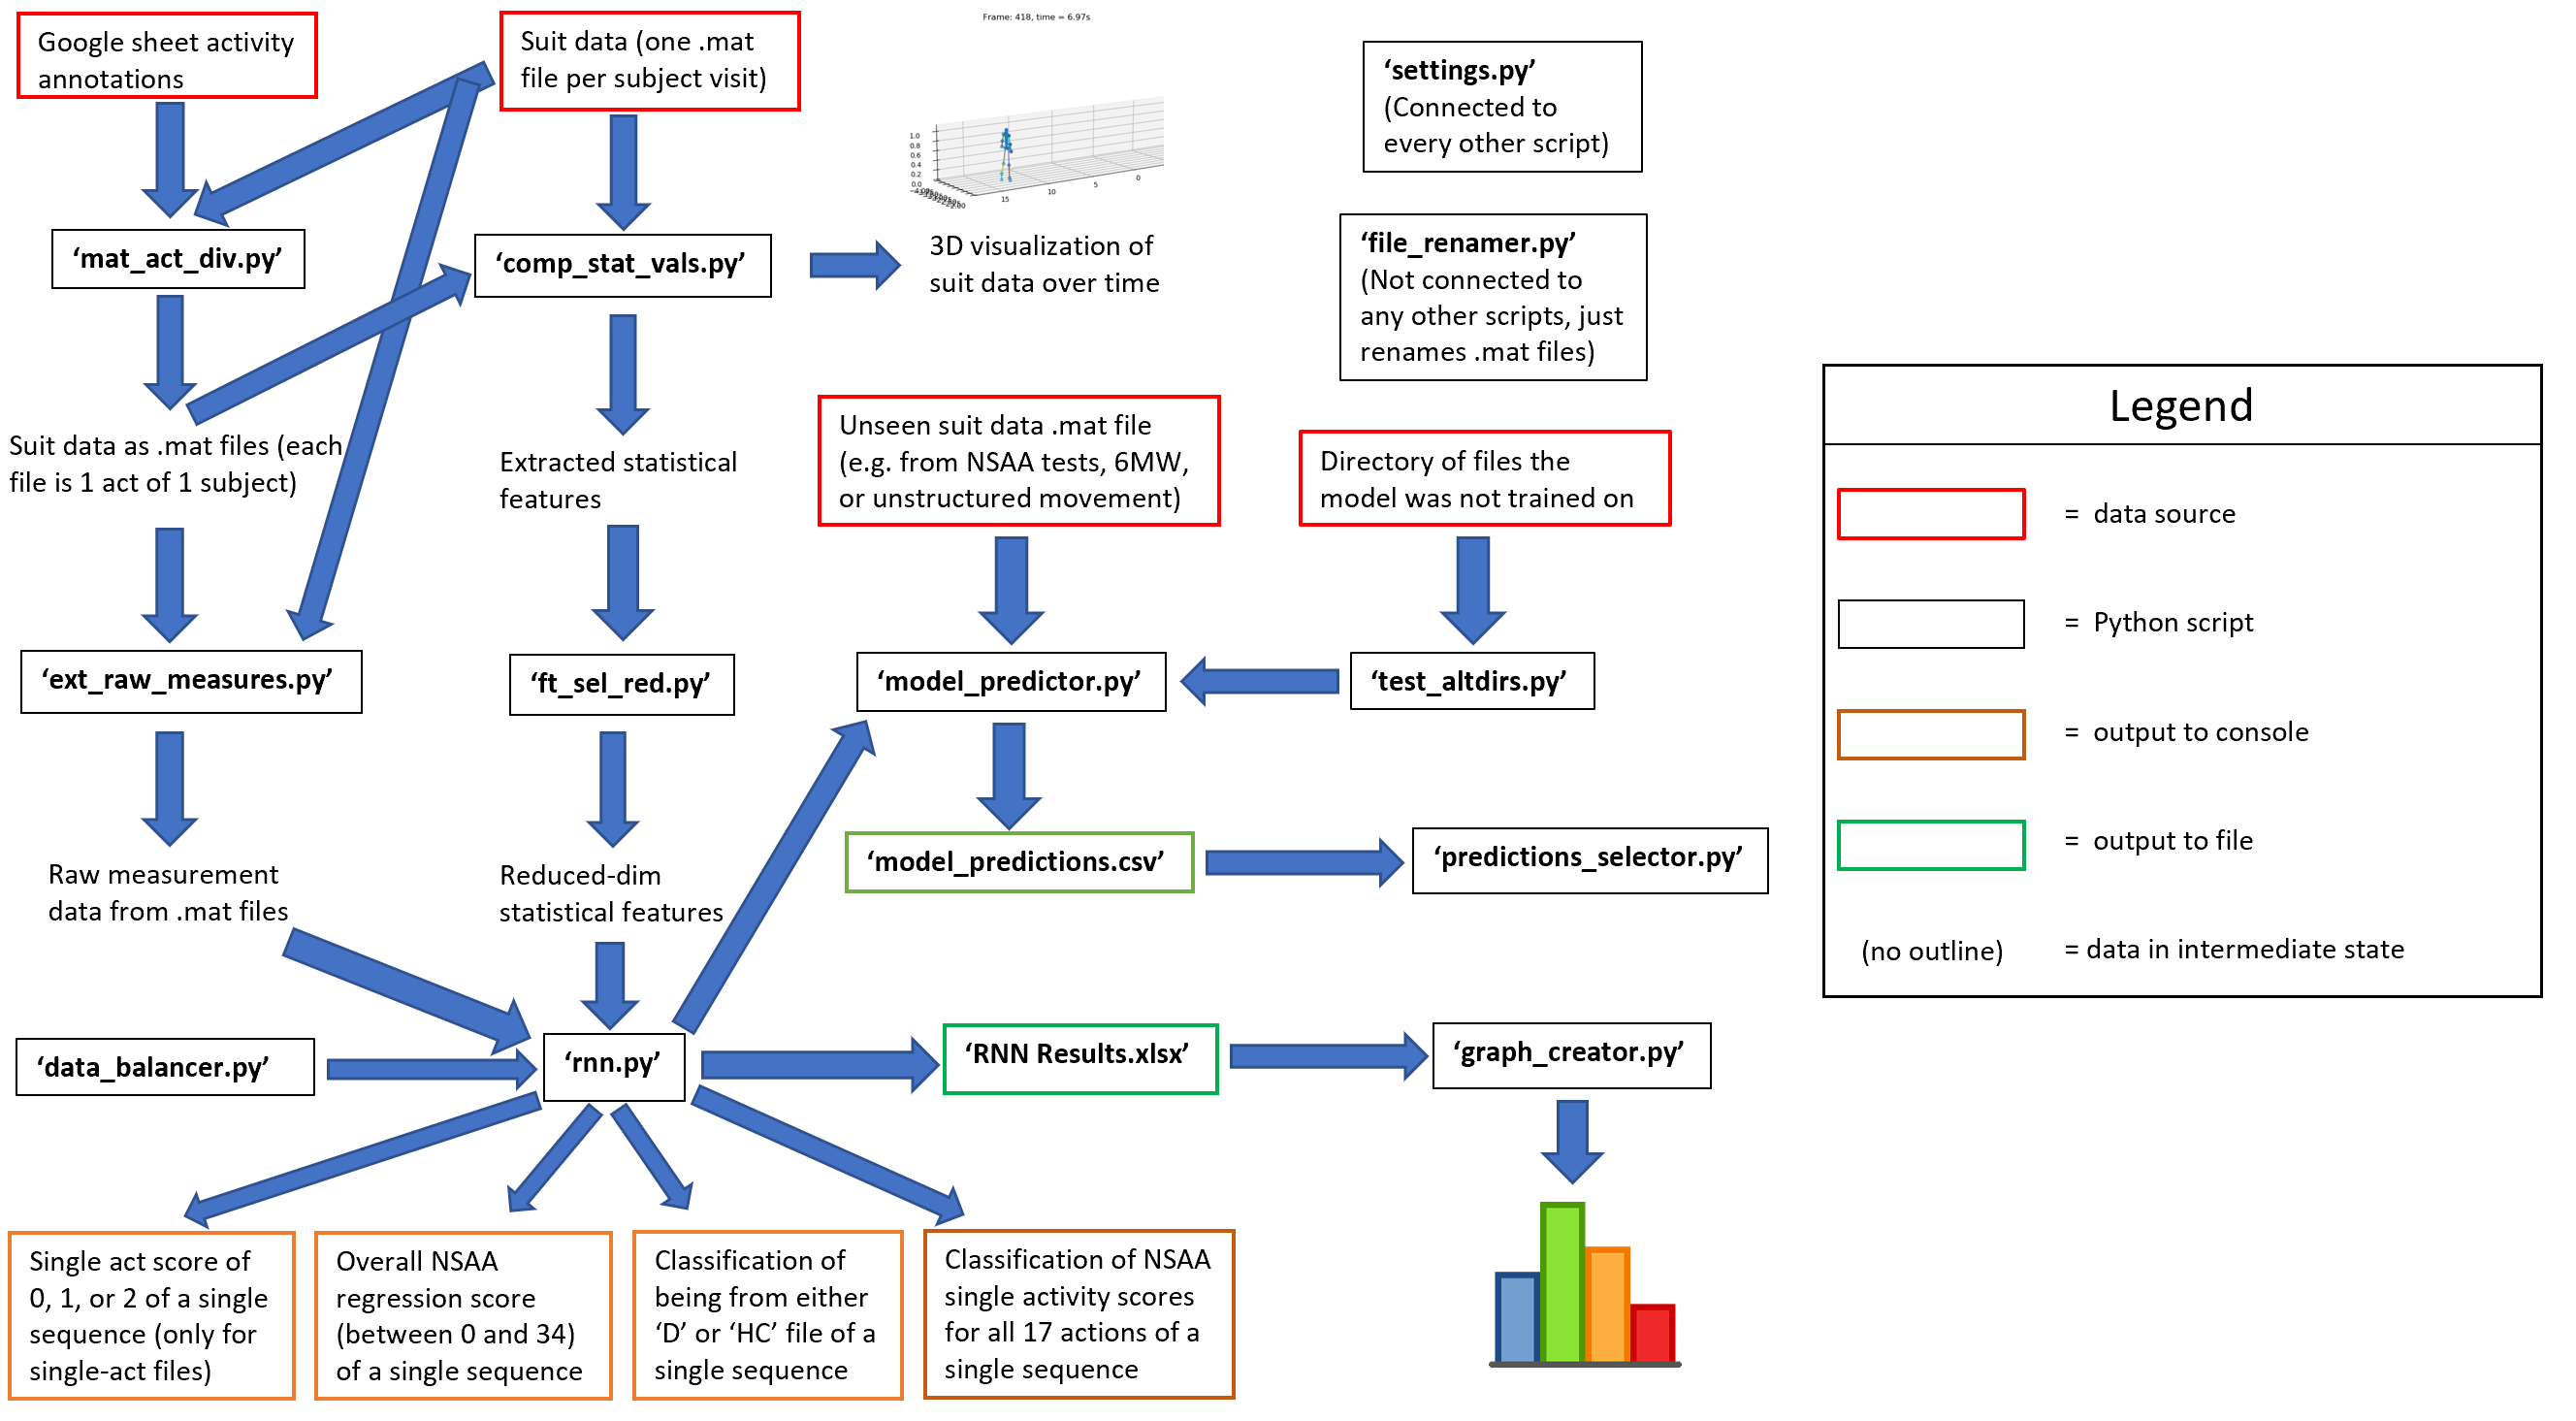 Google sheet activity
annotations
Suit data (one .mat
file per subject visit)
Frame: 418, time = 6.97s
1.0
0.8
0.6
0.4
0.2
0.0
15
10
5
0
‘settings.py’
(Connected to
every other script)
‘mat_act_div.py’
‘comp_stat_vals.py’
3D visualization of
suit data over time
‘file_renamer.py’
(Not connected to
any other scripts, just
renames .mat files)
Suit data as .mat files (each
file is 1 act of 1 subject)
Extracted statistical
features
Unseen suit data .mat file
(e.g. from NSAA tests, 6MW,
or unstructured movement)
Directory of files the
model was not trained on
‘ext_raw_measures.py’
‘ft_sel_red.py’
‘model_predictor.py’
‘test_altdirs.py’
Raw measurement
data from .mat files
Reduced-dim
statistical features
‘model_predictions.csv’
‘predictions_selector.py’
‘data_balancer.py’
‘rnn.py’
‘RNN Results.xlsx’
‘graph_creator.py’
Single act score of
0, 1, or 2 of a single
sequence (only for
single-act files)
Overall NSAA
regression score
(between 0 and 34)
of a single sequence
Classification of
being from either
‘D’ or ‘HC’ file of a
single sequence
Classification of NSAA
single activity scores
for all 17 actions of a
single sequence
Legend
= data source
= Python script
= output to console
= output to file
(no outline) = data in intermediate state